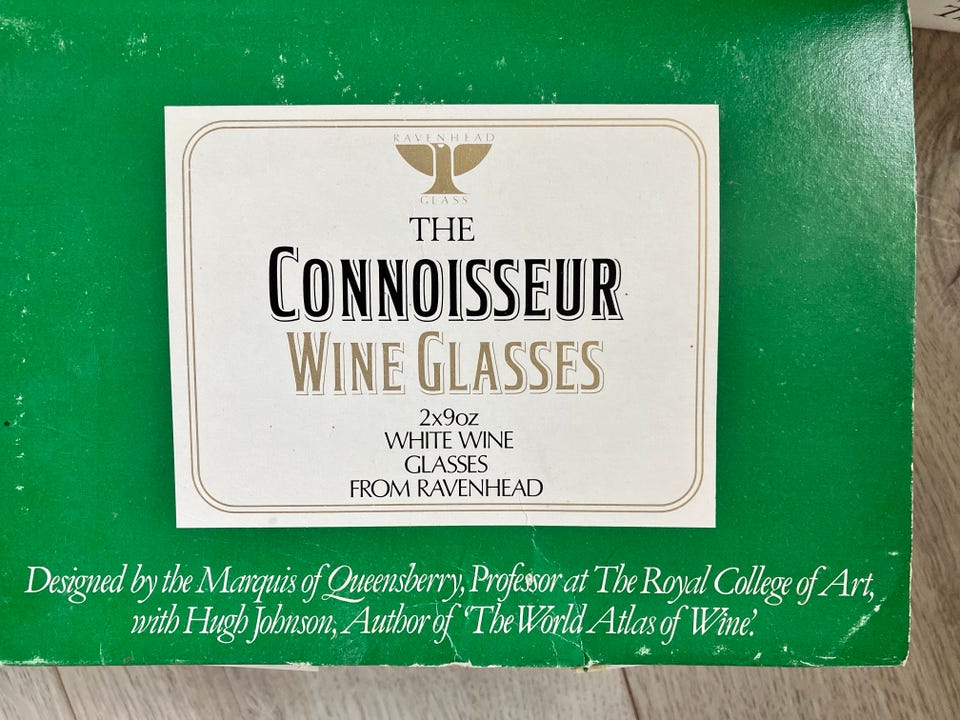 RAVENHEAD
GLASS
THE
CONNOISSEUR
WINE GLASSES
2x9oz
WHITE WINE
GLASSES
FROM RAVENHEAD
Designed by the Marquis of Queensberry, Professor at The Royal College of Art,
with Hugh Johnson, Author of ‘The World Atlas of Wine’.